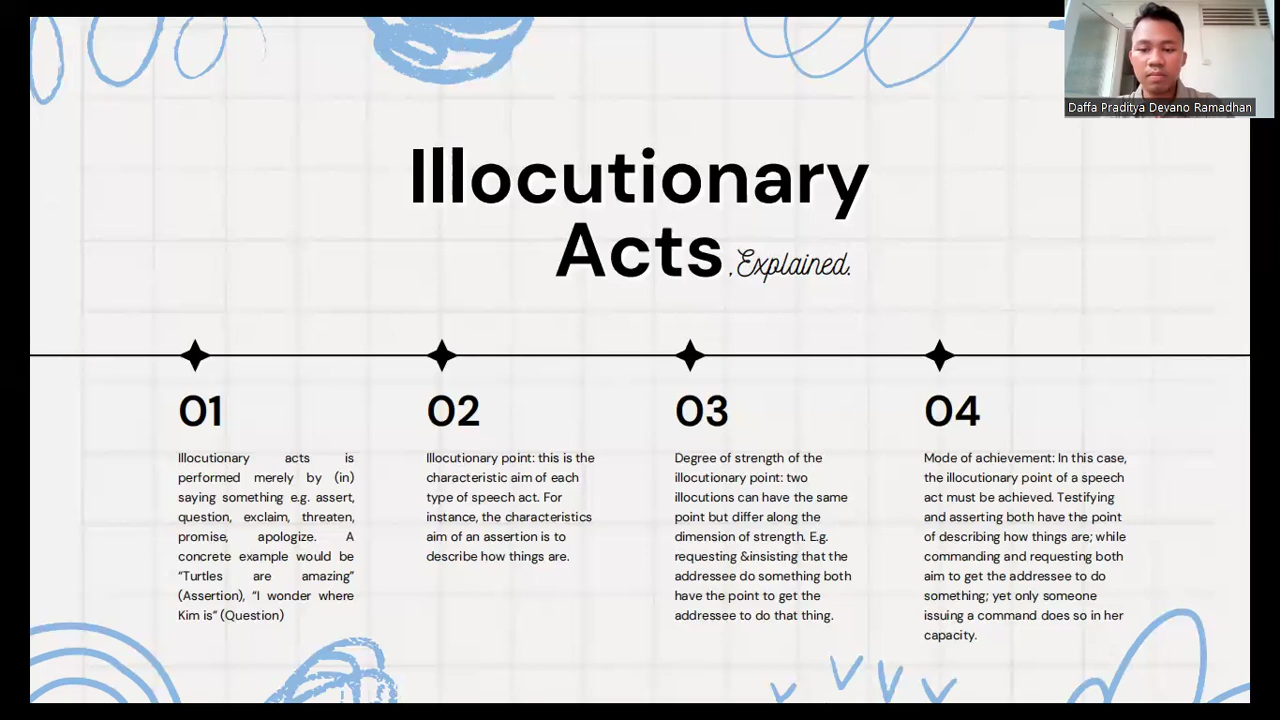 Daffa Praditya Deyano Ramadhan
Illocutionary
Acts , Explained.
01
Illocutionary acts is
performed merely by (in)
saying something e.g. assert,
question, exclaim, threaten,
promise, apologize. A
concrete example would be
“Turtles are amazing”
(Assertion), “I wonder where
Kim is” (Question)
02
Illocutionary point: this is the
characteristic aim of each
type of speech act. For
instance, the characteristics
aim of an assertion is to
describe how things are.
03
Degree of strength of the
illocutionary point: two
illocutions can have the same
point but differ along the
dimension of strength. E.g.
requesting &insisting that the
addressee do something both
have the point to get the
addressee to do that thing.
04
Mode of achievement: In this case,
the illocutionary point of a speech
act must be achieved. Testifying
and asserting both have the point
of describing how things are; while
commanding and requesting both
aim to get the addressee to do
something; yet only someone
issuing a command does so in her
capacity.